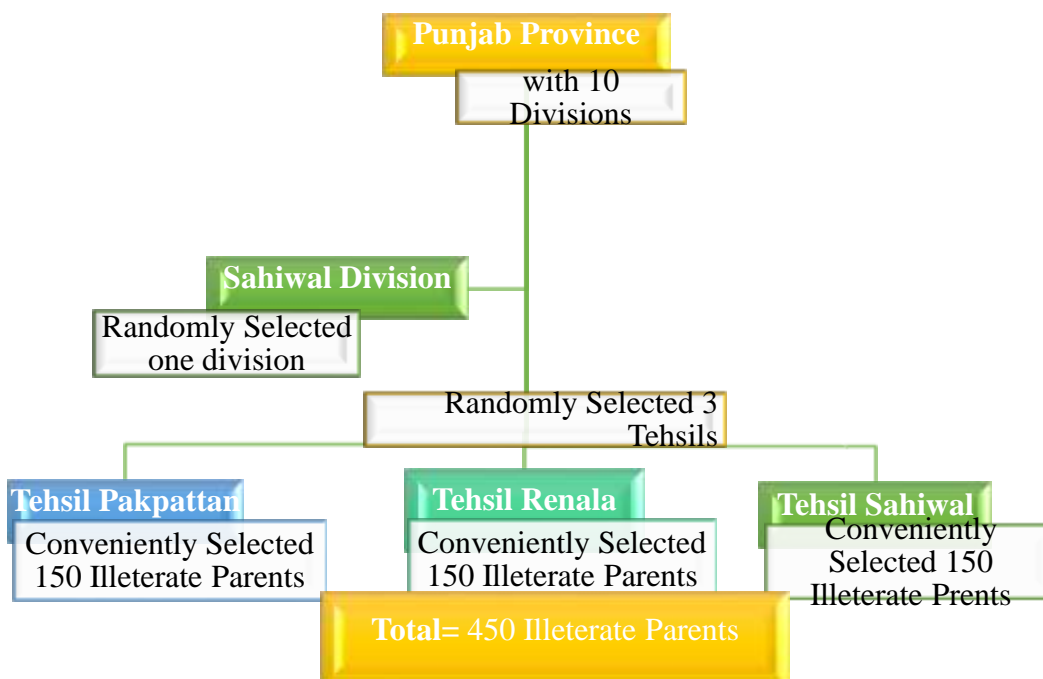 Punjab Province
with 10
Divisions
Sahiwal Division
Randomly Selected
one division
Randomly Selected 3
Tehsils
Tehsil Pakpattan
Conveniently Selected
150 Illeterate Parents
Tehsil Renala
Conveniently Selected
150 Illeterate Parents
Tehsil Sahiwal
Conveniently
Selected 150
Illeterate Prents
Total= 450 Illeterate Parents